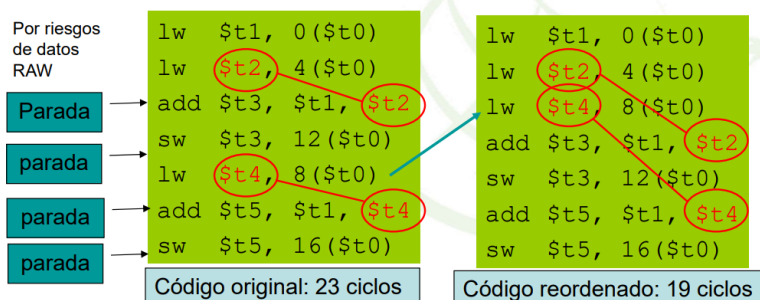 Por riesgos
de datos
RAW
Parada
parada
parada
parada
lw $t1, 0($t0)
lw $t2, 4($t0)
add $t3, $t1, $t2
sw $t3, 12($t0)
lw $t4, 8($t0)
add $t5, $t1, $t4
sw $t5, 16($t0)
Código original: 23 ciclos
lw $t1, 0($t0)
lw $t2, 4($t0)
lw $t4, 8($t0)
add $t3, $t1, $t2
sw $t3, 12($t0)
add $t5, $t1, $t4
sw $t5, 16($t0)
Código reordenado: 19 ciclos